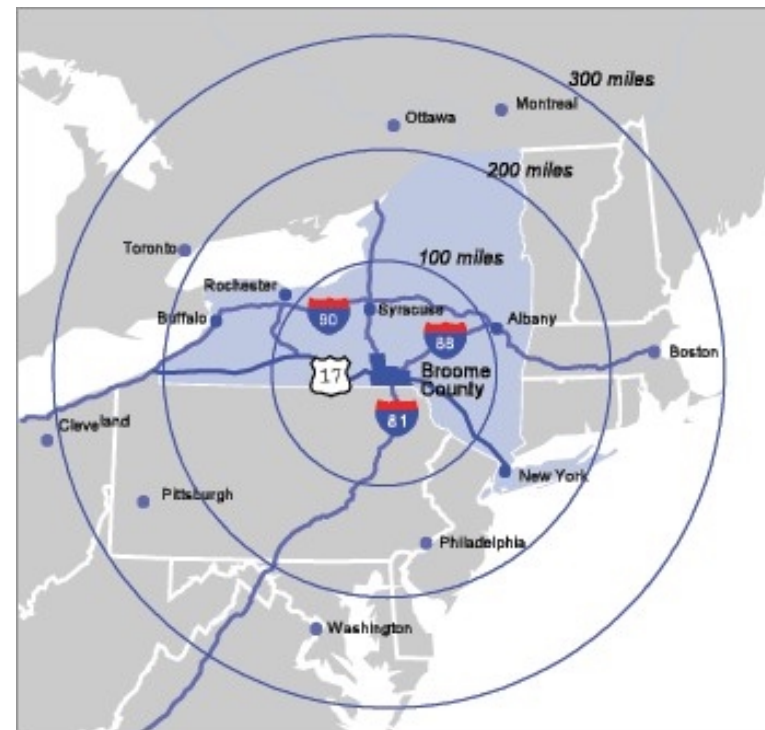 300 miles
Montreal
Ottawa
200 miles
Toronto
100 miles
Rochester
Buffalo
90
Syracuse
Albany
88
Boston
17
Broome
County
81
Cleveland
New York
Pittsburgh
Philadelphia
Washington